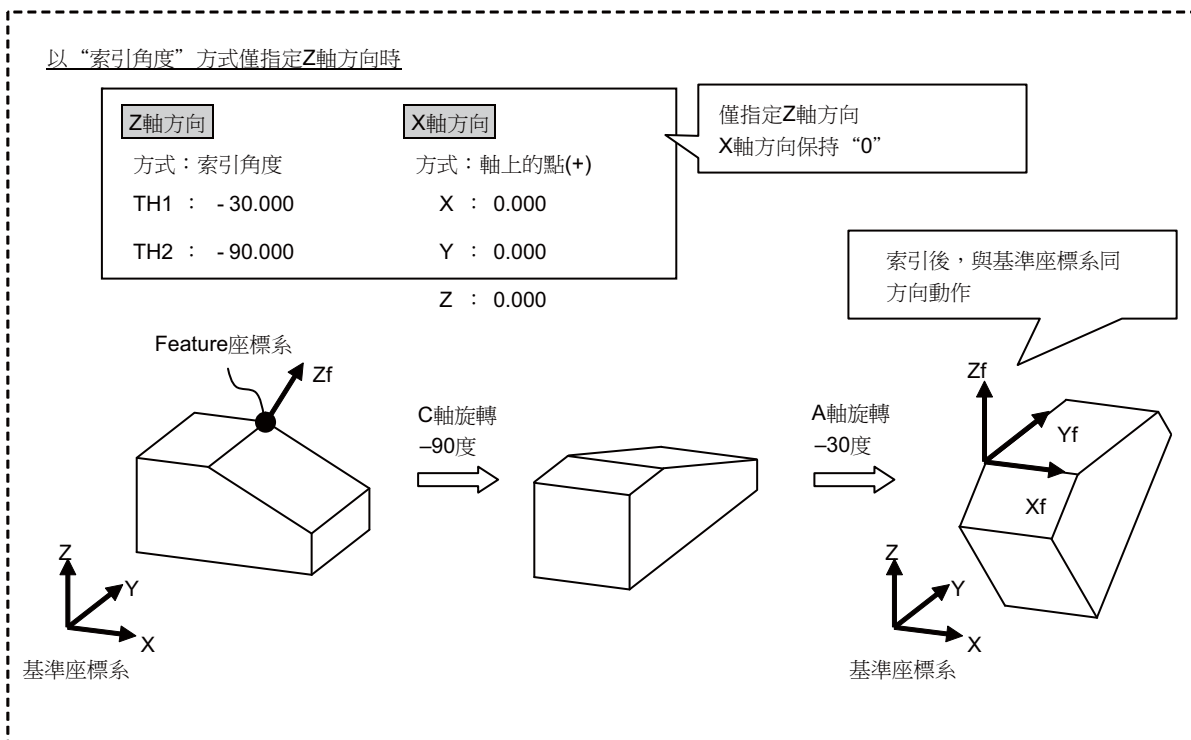 以“索引角度”方式僅指定Z軸方向時
Z軸方向
方式：索引角度
TH1 ： - 30.000
TH2 ： - 90.000
X軸方向
方式：軸上的點(+)
X ： 0.000
Y ： 0.000
Z ： 0.000
僅指定Z軸方向
X軸方向保持“0”
索引後，與基準座標系同
方向動作
Feature座標系
Zf
C軸旋轉
–90度
A軸旋轉
–30度
Zf
Yf
Xf
Z
Y
X
基準座標系
Z
Y
X
基準座標系